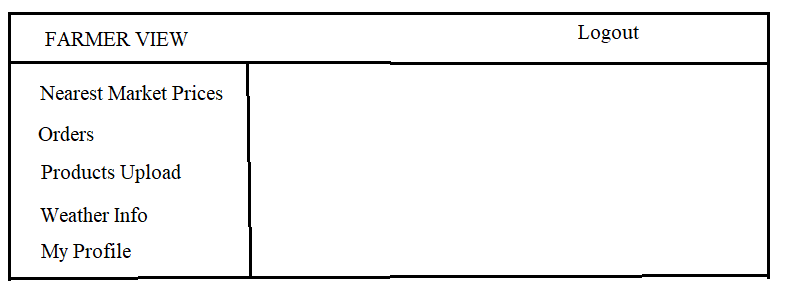 FARMER VIEW
Logout
Nearest Market Prices
Orders
Products Upload
Weather Info
My Profile